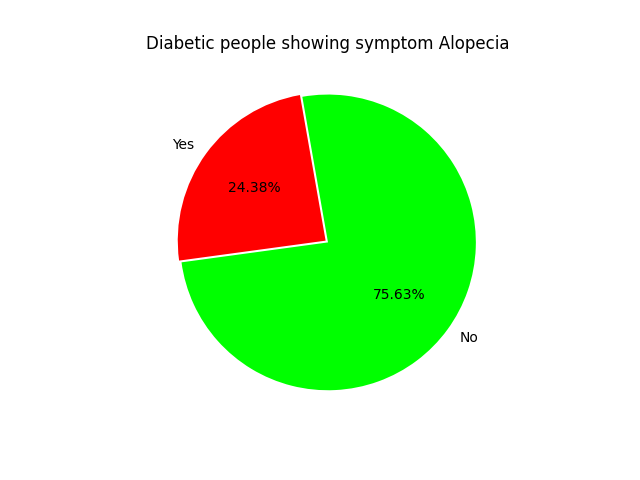 Diabetic people showing symptom Alopecia
Yes
24.38%
75.63%
No